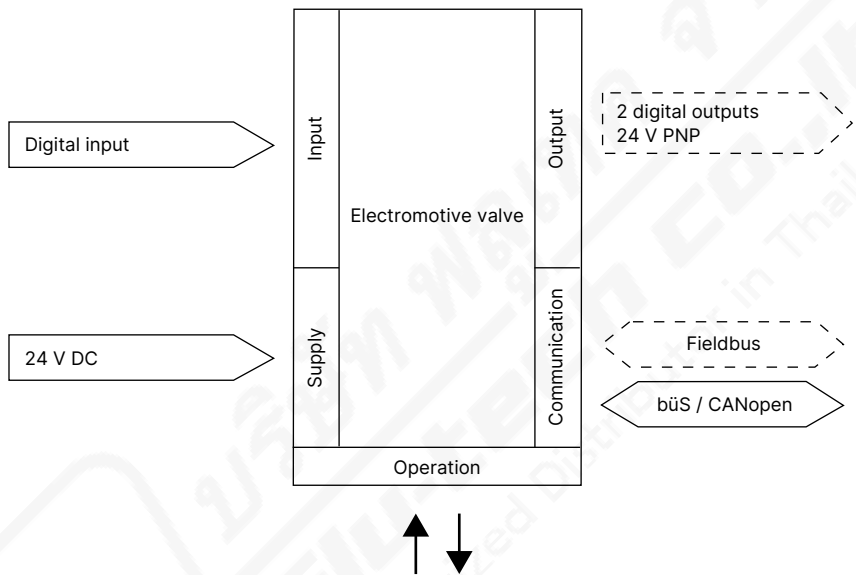 Digital input
24 V DC
Input
Supply
Electromotive valve
Output
Communication
Operation
2 digital outputs
24 V PNP
Fieldbus
büS / CANopen